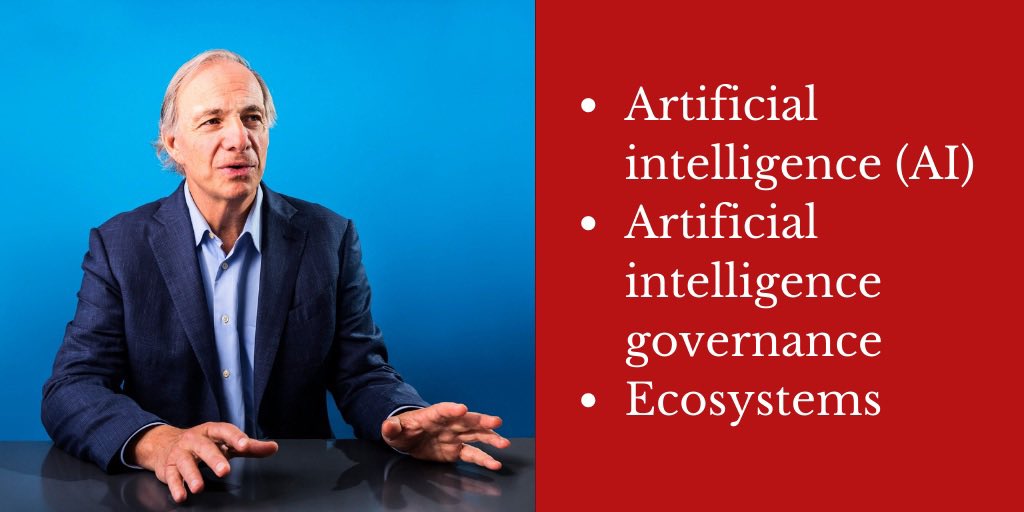 • Artificial
intelligence (AI)
• Artificial
intelligence
governance
• Ecosystems